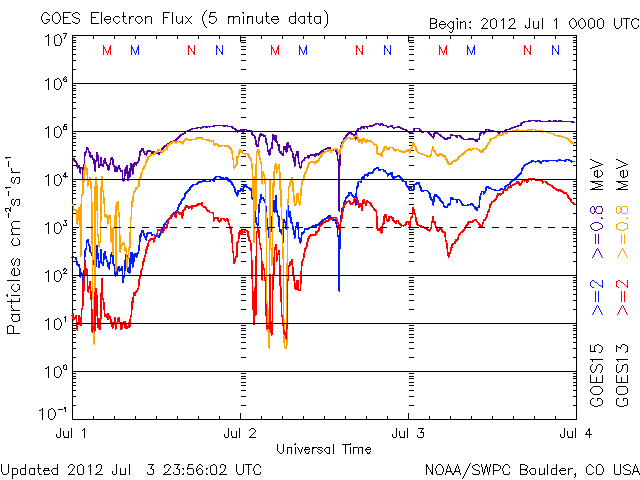 GOES Electron Flux (5 minute data)
Begin: 2012 Jul 1 0000 UTC
M M N N M M N N M M N N
10⁷
10⁶
10⁵
10⁴
10³
10²
10¹
10⁰
10⁻¹
Particles cm⁻²s⁻¹sr⁻¹
Jul 1 Jul 2 Jul 3 Jul 4
Universal Time
GOES15 >=2 >=0.8 MeV
GOES13 >=2 >=0.8 MeV
Updated 2012 Jul 3 23:56:02 UTC
NOAA/SWPC Boulder, CO USA